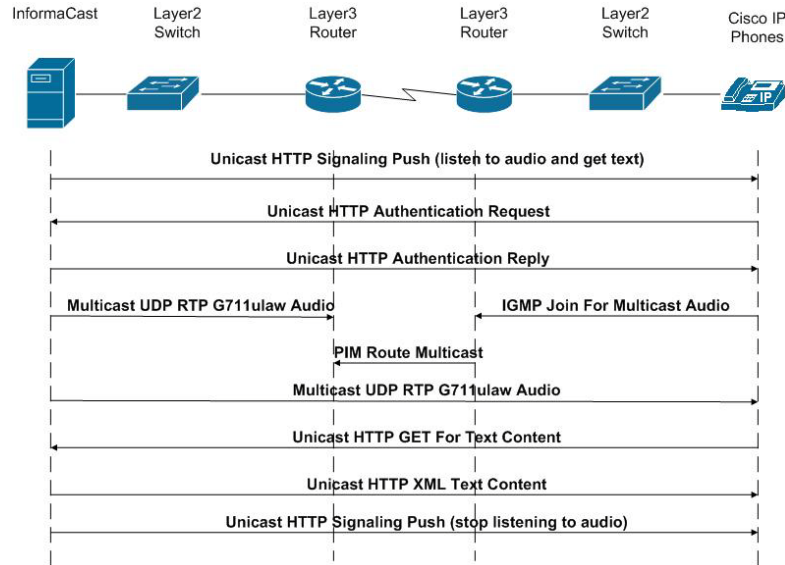 InformaCast
Layer2
Switch
Layer3
Router
Layer3
Router
Layer2
Switch
Cisco IP
Phones
IP
Unicast HTTP Signaling Push (listen to audio and get text)
Unicast HTTP Authentication Request
Unicast HTTP Authentication Reply
Multicast UDP RTP G711ulaw Audio
IGMP Join For Multicast Audio
PIM Route Multicast
Multicast UDP RTP G711ulaw Audio
Unicast HTTP GET For Text Content
Unicast HTTP XML Text Content
Unicast HTTP Signaling Push (stop listening to audio)